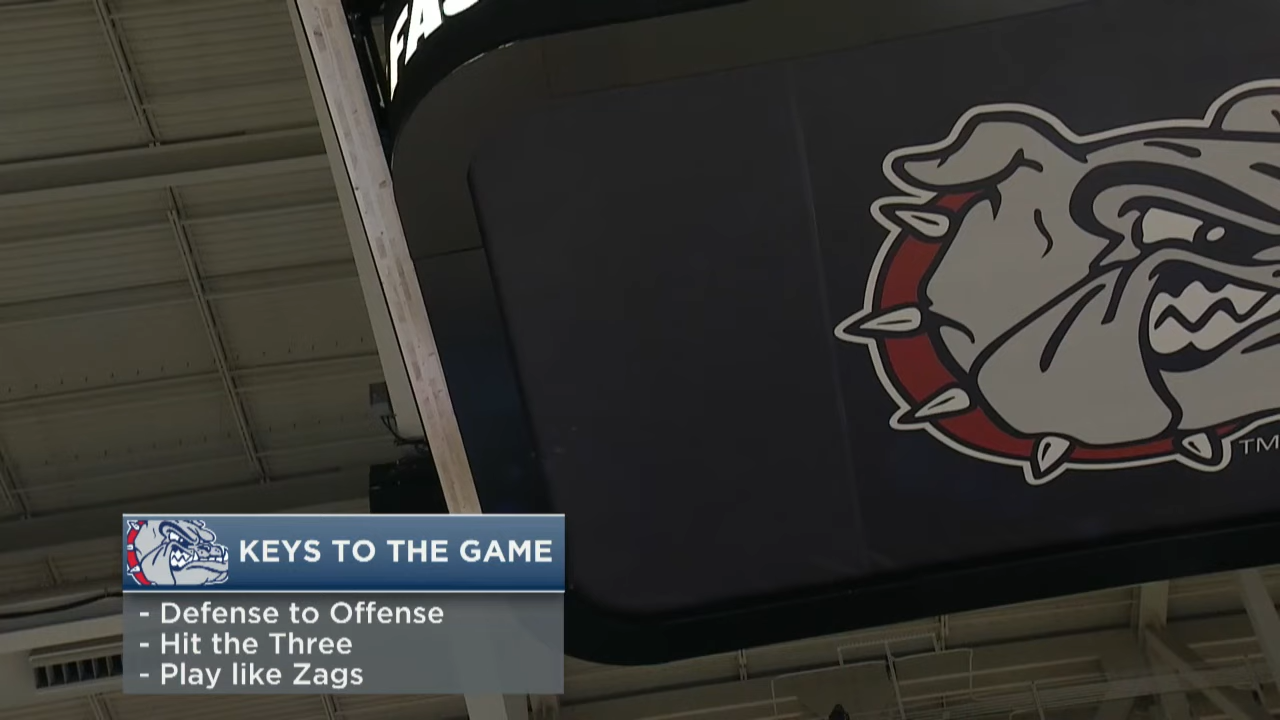 TM
KEYS TO THE GAME
- Defense to Offense
- Hit the Three
- Play like Zags